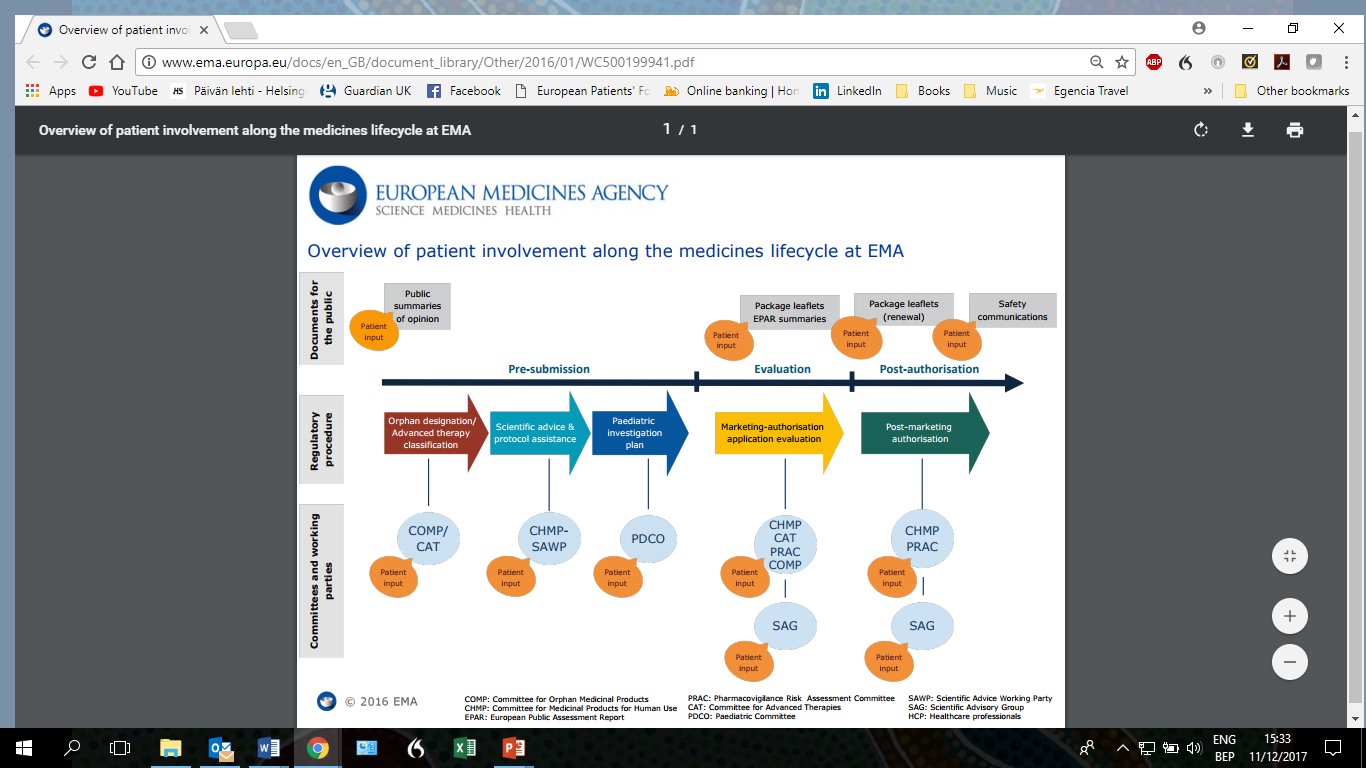 Overview of patient invo
www.ema.europa.eu/docs/en_GB/document_library/Other/2016/01/WC500199941.pdf
ABP
Apps
YouTube
HS
Päivän lehti - Helsing
Guardian UK
Facebook
European Patients' Fo
Online banking | Hom
LinkedIn
Books
Music
Egencia Travel
»
Other bookmarks
Overview of patient involvement along the medicines lifecycle at EMA
1 / 1
EUROPEAN MEDICINES AGENCY
SCIENCE MEDICINES HEALTH
Overview of patient involvement along the medicines lifecycle at EMA
Documents for
the public
Public
summaries
of opinion
Patient
input
Package leaflets
EPAR summaries
Patient
input
Package leaflets
(renewal)
Patient
input
Safety
communications
Patient
input
Pre-submission
Evaluation
Post-authorisation
Regulatory
procedure
Orphan designation/
Advanced therapy
classification
Scientific advice &
protocol assistance
Paediatric
investigation
plan
Marketing-authorisation
application evaluation
Post-marketing
authorisation
Committees and working
parties
COMP/
CAT
Patient
input
CHMP-
SAWP
Patient
input
PDCO
Patient
input
CHMP
CAT
PRAC
COMP
Patient
input
CHMP
PRAC
Patient
input
SAG
Patient
input
SAG
Patient
input
© 2016 EMA
COMP: Committee for Orphan Medicinal Products
CHMP: Committee for Medicinal Products for Human Use
EPAR: European Public Assessment Report
PRAC: Pharmacovigilance Risk Assessment Committee
CAT: Committee for Advanced Therapies
PDCO: Paediatric Committee
SAWP: Scientific Advice Working Party
SAG: Scientific Advisory Group
HCP: Healthcare professionals
ENG
BEP
15:33
11/12/2017